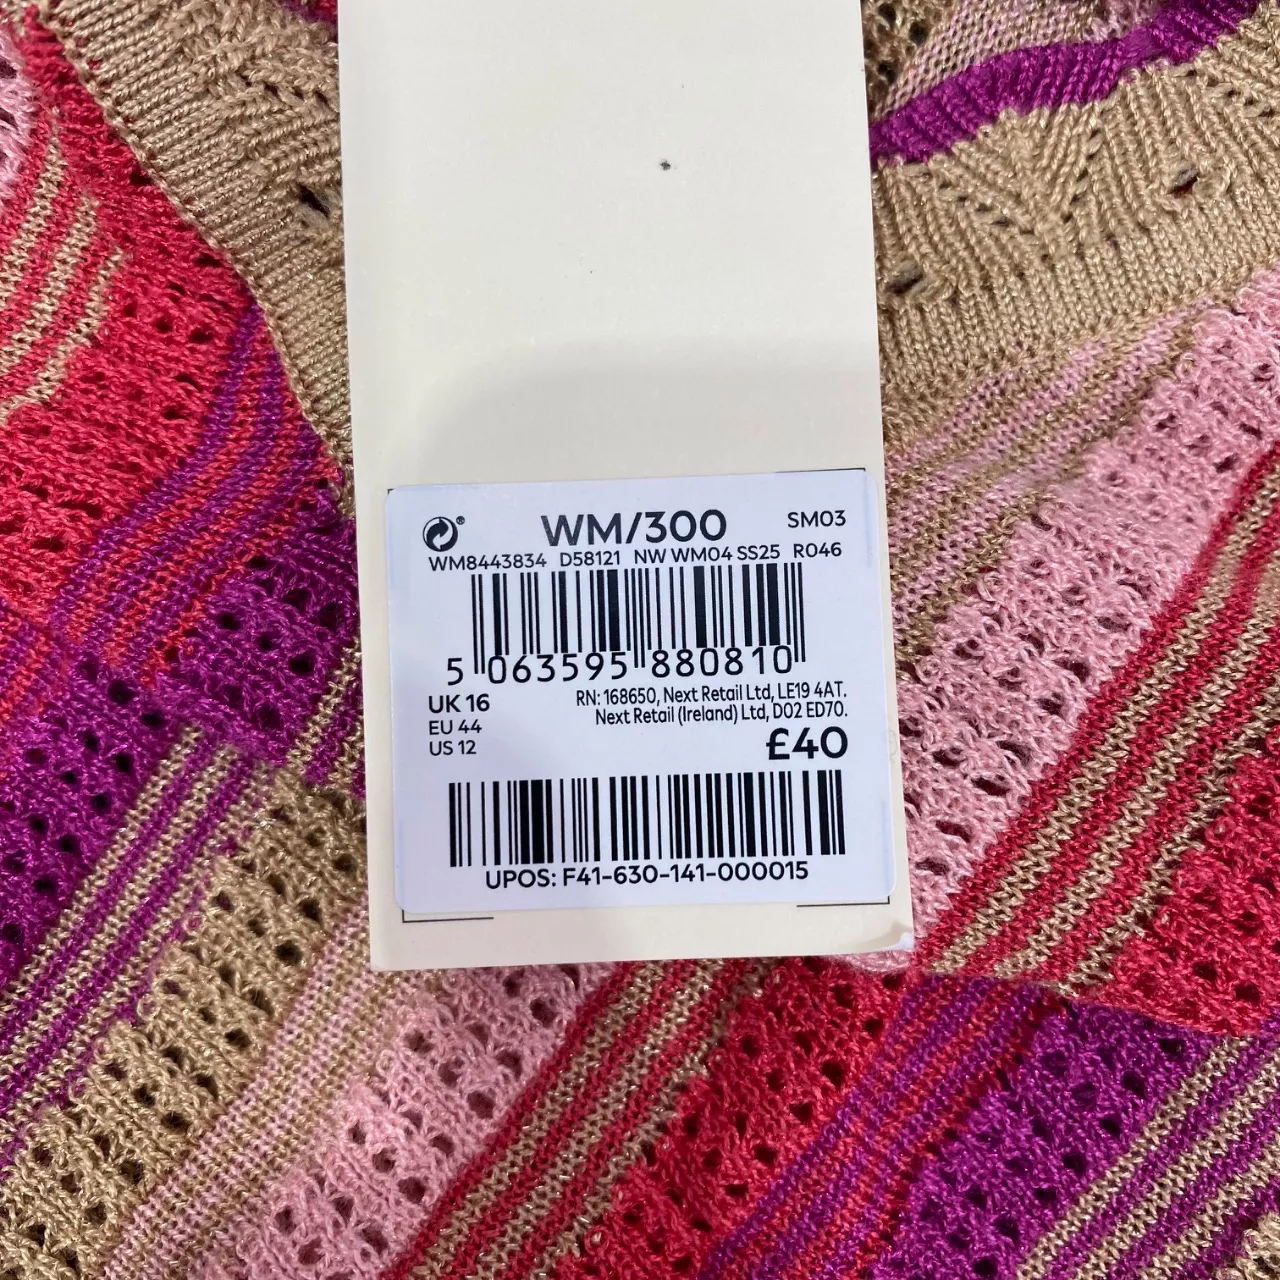 ® WM/300 SM03
WM8443834 D58121 NW WM04 SS25 R046
5 063595 880810
UK 16 RN: 168650, Next Retail Ltd, LE19 4AT.
EU 44 Next Retail (Ireland) Ltd, D02 ED70.
US 12 £40
UPOS: F41-630-141-000015